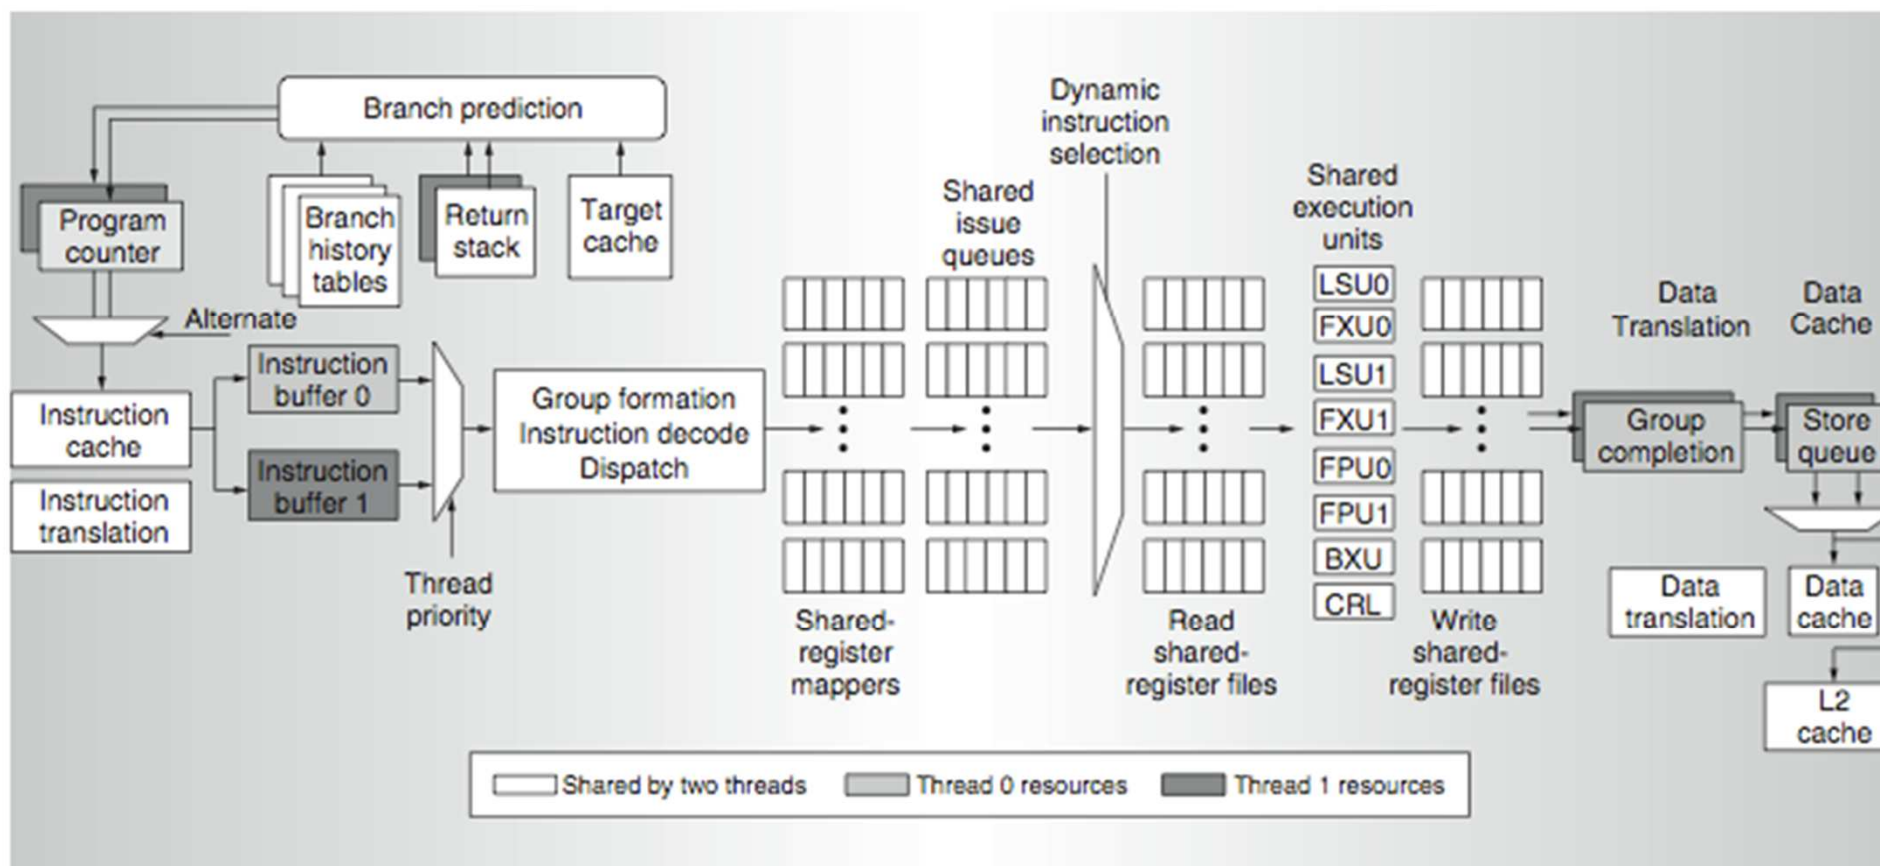 Branch prediction
Program
counter
Branch
history
tables
Return
stack
Target
cache
Alternate
Instruction
cache
Instruction
translation
Instruction
buffer 0
Instruction
buffer 1
Thread
priority
Group formation
Instruction decode
Dispatch
Shared-
register
mappers
Shared
issue
queues
Dynamic
instruction
selection
Read
shared-
register files
Shared
execution
units
LSU0
FXU0
LSU1
FXU1
FPU0
FPU1
BXU
CRL
Write
shared-
register files
Data
Translation
Data
Cache
Group
completion
Store
queue
Data
translation
Data
cache
L2
cache
Shared by two threads
Thread 0 resources
Thread 1 resources